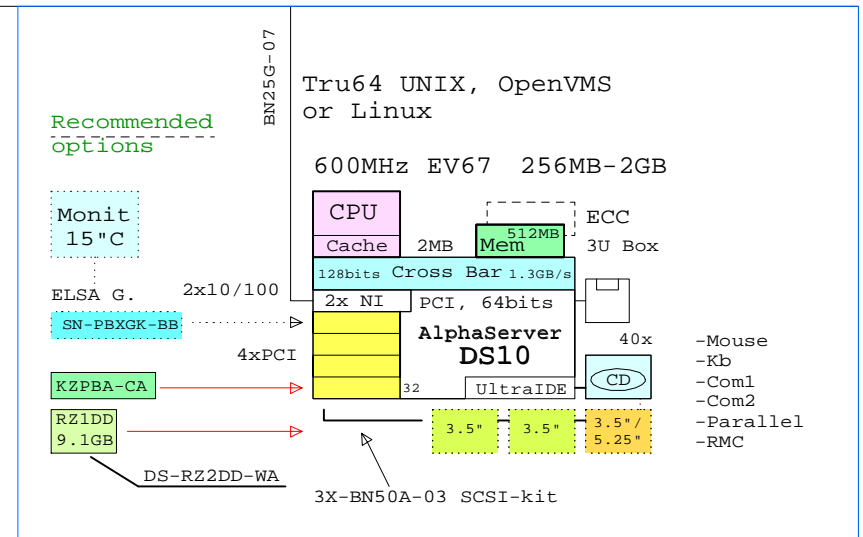 BN25G-07
Tru64 UNIX, OpenVMS
or Linux
Recommended
options
600MHz EV67 256MB-2GB
Monit
15"C
CPU
Cache
2MB
512MB
Mem
ECC
3U Box
128bits Cross Bar 1.3GB/s
ELSA G.
2x10/100
2x NI
PCI, 64bits
SN-PBXGK-BB
AlphaServer
DS10
4xPCI
40x
KZPBA-CA
32
UltraIDE
CD
RZ1DD
9.1GB
3.5"
3.5"
3.5"/
5.25"
-Mouse
-Kb
-Com1
-Com2
-Parallel
-RMC
DS-RZ2DD-WA
3X-BN50A-03 SCSI-kit